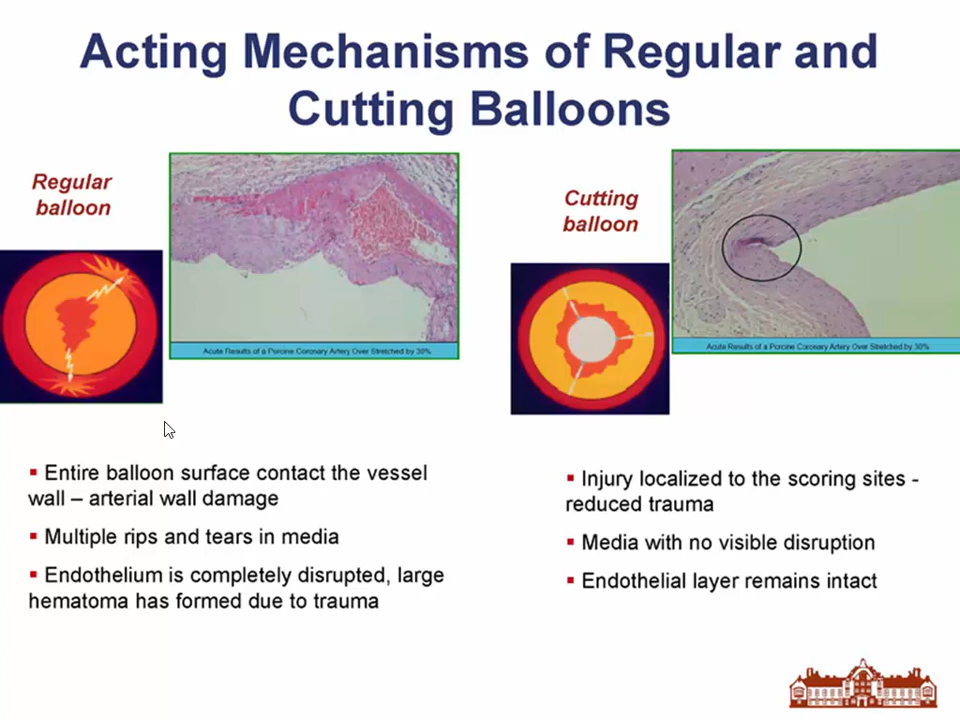 Acting Mechanisms of Regular and
Cutting Balloons
Regular
balloon
Acute Results of a Porcine Coronary Artery Over Stretched by 30%
▪ Entire balloon surface contact the vessel
wall – arterial wall damage
▪ Multiple rips and tears in media
▪ Endothelium is completely disrupted, large
hematoma has formed due to trauma
Cutting
balloon
Acute Results of a Porcine Coronary Artery Over Stretched by 30%
▪ Injury localized to the scoring sites -
reduced trauma
▪ Media with no visible disruption
▪ Endothelial layer remains intact